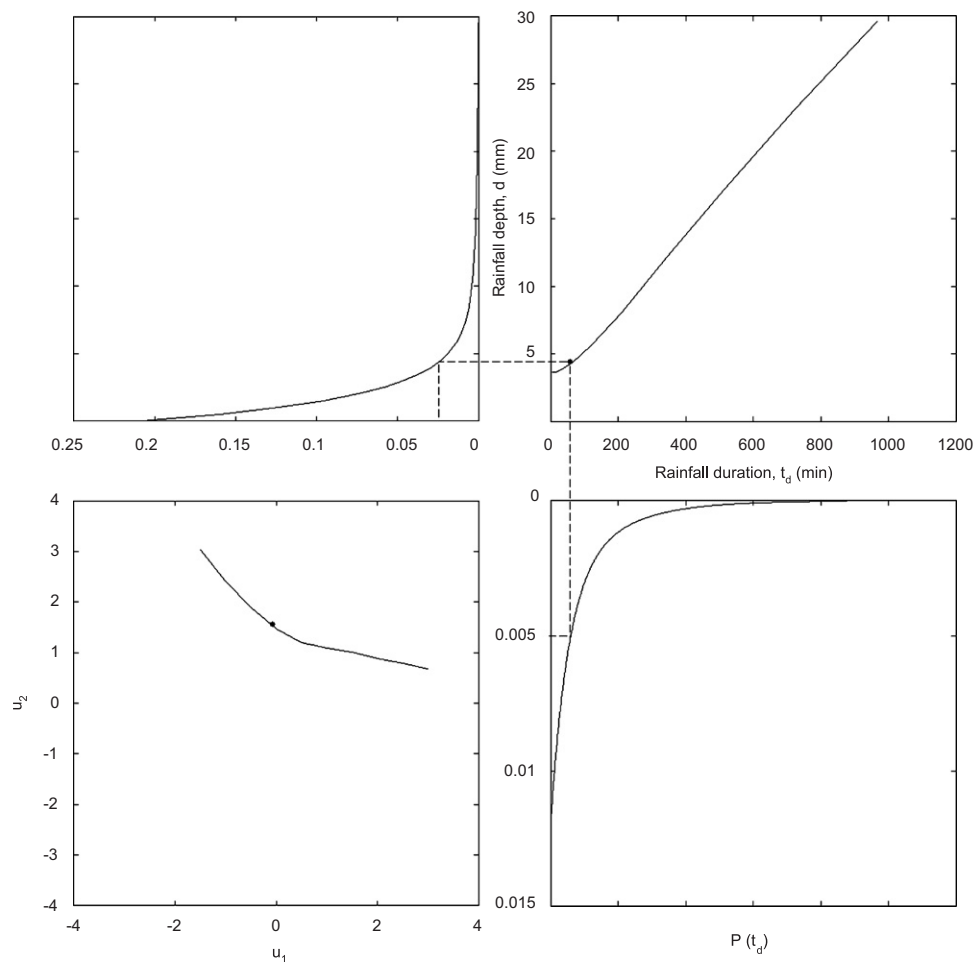 30
25
20
15
10
5
Rainfall depth, d (mm)
0.25 0.2 0.15 0.1 0.05 0
0 200 400 600 800 1000 1200
Rainfall duration, t_d (min)
4
3
2
1
0
-1
-2
-3
-4
u_2
-4 -2 0 2 4
u_1
0
0.005
0.01
0.015
P (t_d)